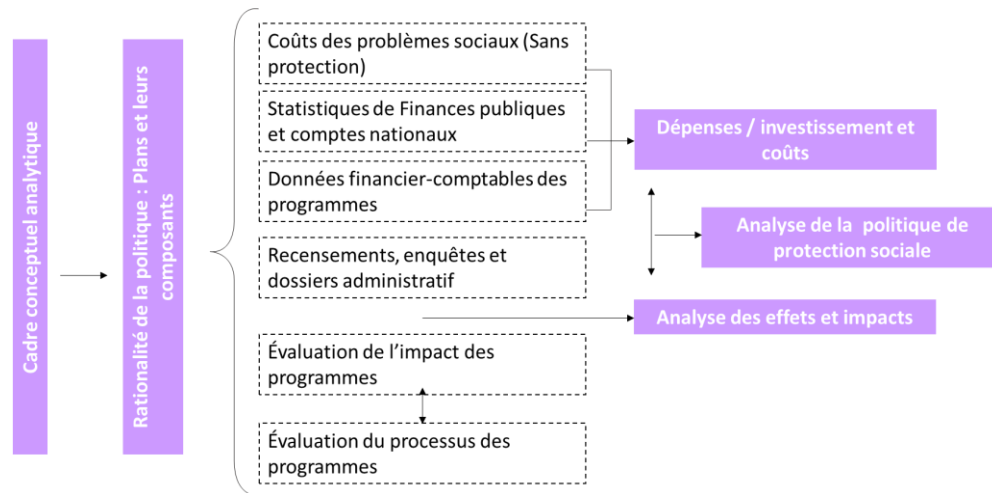 Cadre conceptuel analytique
Rationalité de la politique : Plans et leurs
composants
Coûts des problèmes sociaux (Sans
protection)
Statistiques de Finances publiques
et comptes nationaux
Données financier-comptables des
programmes
Recensements, enquêtes et
dossiers administratif
Évaluation de l’impact des
programmes
Évaluation du processus des
programmes
Dépenses / investissement et
coûts
Analyse de la politique de
protection sociale
Analyse des effets et impacts